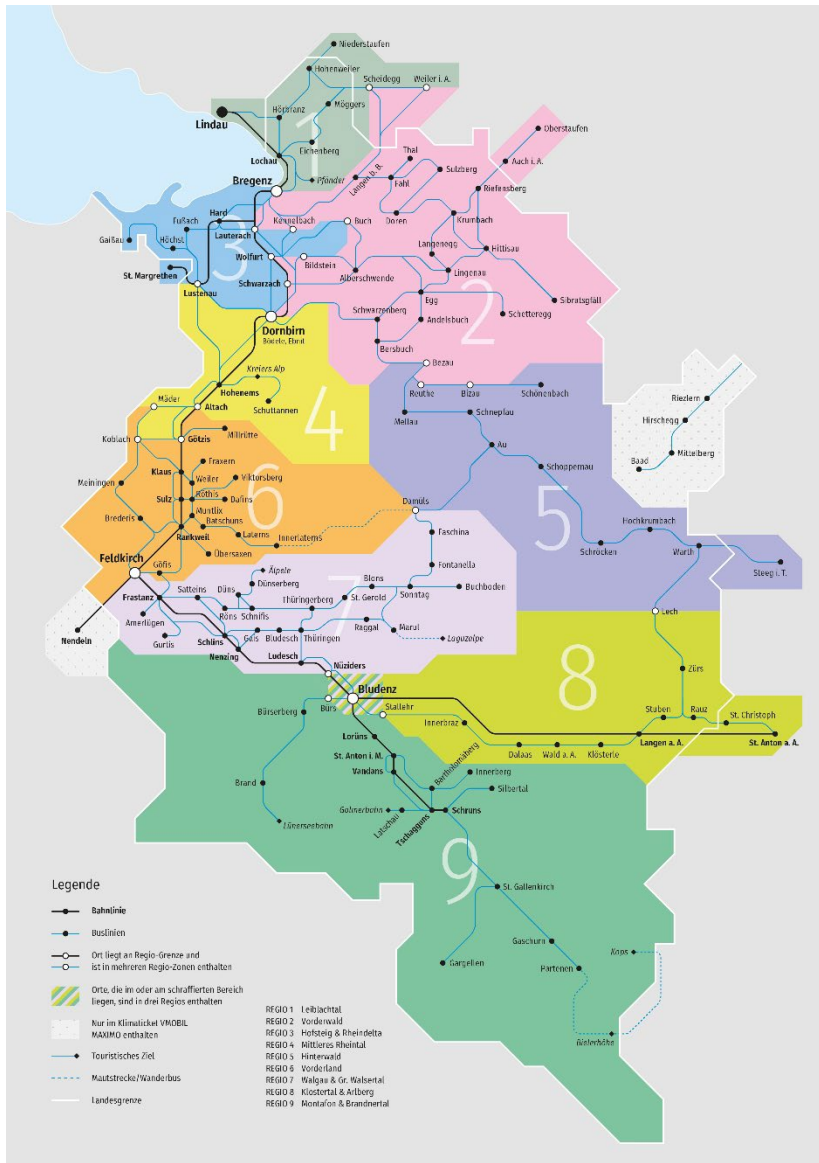 Niederstaufen
Hohenweiler
Scheidegg
Weiler i. A.
Hörbranz
Möggers
Lindau
1
Lochau
Eichenberg
Pfänder
Oberstaufen
Aach i. A.
Bregenz
Langen b. B.
Thal
Fahl
Sulzberg
Riefensberg
Doren
Krumbach
Hard
Fußach
Lauterach
Kennelbach
Buch
Gaißau
Höchst
3
Wolfurt
Bildstein
Langenegg
Hittisau
St. Margrethen
Schwarzach
Alberschwende
Lingenau
Lustenau
Egg
Sibratsgfäll
2
Schwarzenberg
Andelsbuch
Schetteregg
Dornbirn
Bödele, Ebnit
Bersbuch
Bezau
Kreiers Alp
Hohenems
Schuttannen
Reuthe
Bizau
Schönenbach
Riezlern
Hirschegg
Mittelberg
Baad
Mäder
Altach
4
Mellau
Schnepfau
Koblach
Götzis
Millrütte
Au
Klaus
Fraxern
Schoppernau
Meiningen
Weiler
Viktorsberg
Sulz
Röthis
Dafins
6
Muntlix
Damüls
5
Brederis
Rankweil
Batschuns
Laterns
Innerlaterns
Übersaxen
Faschina
Hochkrumbach
Schröcken
Warth
Steeg i. T.
Feldkirch
Göfis
7
Älpele
Dünserberg
Fontanella
Frastanz
Satteins
Düns
Blons
St. Gerold
Sonntag
Buchboden
Thüringerberg
Amerlügen
Röns
Schnifis
Lech
Nendeln
Gurtis
Schlins
Gais
Bludesch
Thüringen
Raggal
Marul
Laguzalpe
Nenzing
Ludesch
Nüziders
8
Zürs
Bludenz
Bürs
Stallehr
Bürserberg
Innerbraz
Stuben
Rauz
St. Christoph
Lorüns
Dalaas
Wald a. A.
Klösterle
Langen a. A.
St. Anton a. A.
St. Anton i. M.
Vandans
Bartholomäberg
Innerberg
Brand
Silbertal
Lünerseebahn
Golmerbahn
Latschau
Tschagguns
Schruns
9
St. Gallenkirch
Gaschurn
Gargellen
Partenen
Kops
Bielerhöhe
Legende
Bahnlinie
Buslinien
Ort liegt an Regio-Grenze und
ist in mehreren Regio-Zonen enthalten
Orte, die im oder am schraffierten Bereich
liegen, sind in drei Regios enthalten
Nur im Klimaticket VMOBIL
MAXIMO enthalten
Touristisches Ziel
Mautstrecke/Wanderbus
Landesgrenze
REGIO 1 Leiblachtal
REGIO 2 Vorderwald
REGIO 3 Hofsteig & Rheindelta
REGIO 4 Mittleres Rheintal
REGIO 5 Hinterwald
REGIO 6 Vorderland
REGIO 7 Walgau & Gr. Walsertal
REGIO 8 Klostertal & Arlberg
REGIO 9 Montafon & Brandnertal